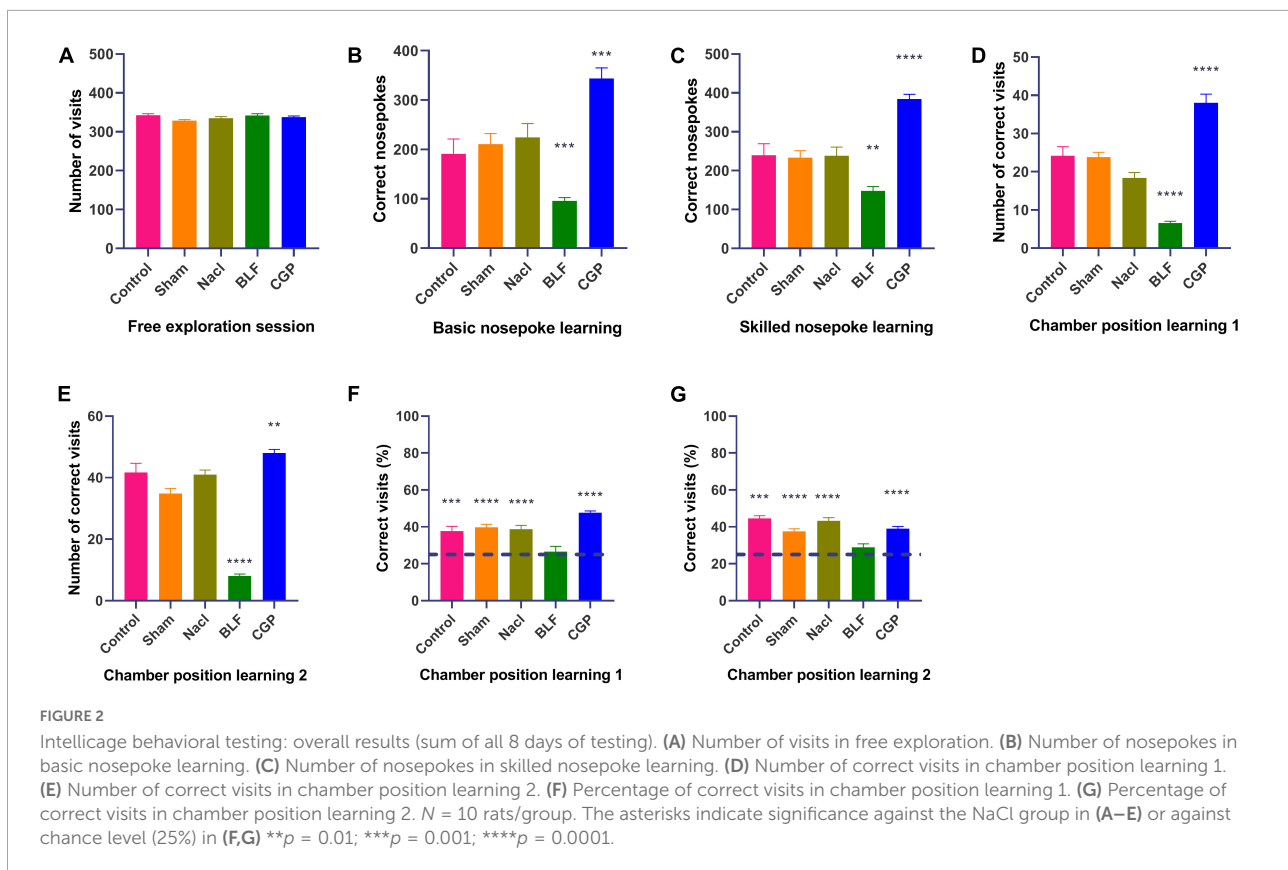 A
Number of visits
500
400
300
200
100
0
Control
Sham
Nacl
BLF
CGP
Free exploration session
B
Correct nosepokes
400
300
200
100
0
***
***
Control
Sham
Nacl
BLF
CGP
Basic nosepoke learning
C
Correct nosepokes
500
400
300
200
100
0
**
****
Control
Sham
Nacl
BLF
CGP
Skilled nosepoke learning
D
Number of correct visits
50
40
30
20
10
0
****
****
Control
Sham
Nacl
BLF
CGP
Chamber position learning 1
E
Number of correct visits
60
40
20
0
****
**
Control
Sham
Nacl
BLF
CGP
Chamber position learning 2
F
Correct visits (%)
100
80
60
40
20
0
***
****
****
****
Control
Sham
Nacl
BLF
CGP
Chamber position learning 1
G
Correct visits (%)
100
80
60
40
20
0
***
****
****
****
Control
Sham
Nacl
BLF
CGP
Chamber position learning 2
FIGURE 2
Intellicage behavioral testing: overall results (sum of all 8 days of testing). (A) Number of visits in free exploration. (B) Number of nosepokes in
basic nosepoke learning. (C) Number of nosepokes in skilled nosepoke learning. (D) Number of correct visits in chamber position learning 1.
(E) Number of correct visits in chamber position learning 2. (F) Percentage of correct visits in chamber position learning 1. (G) Percentage of
correct visits in chamber position learning 2. N = 10 rats/group. The asterisks indicate significance against the NaCl group in (A–E) or against
chance level (25%) in (F,G) **p = 0.01; ***p = 0.001; ****p = 0.0001.